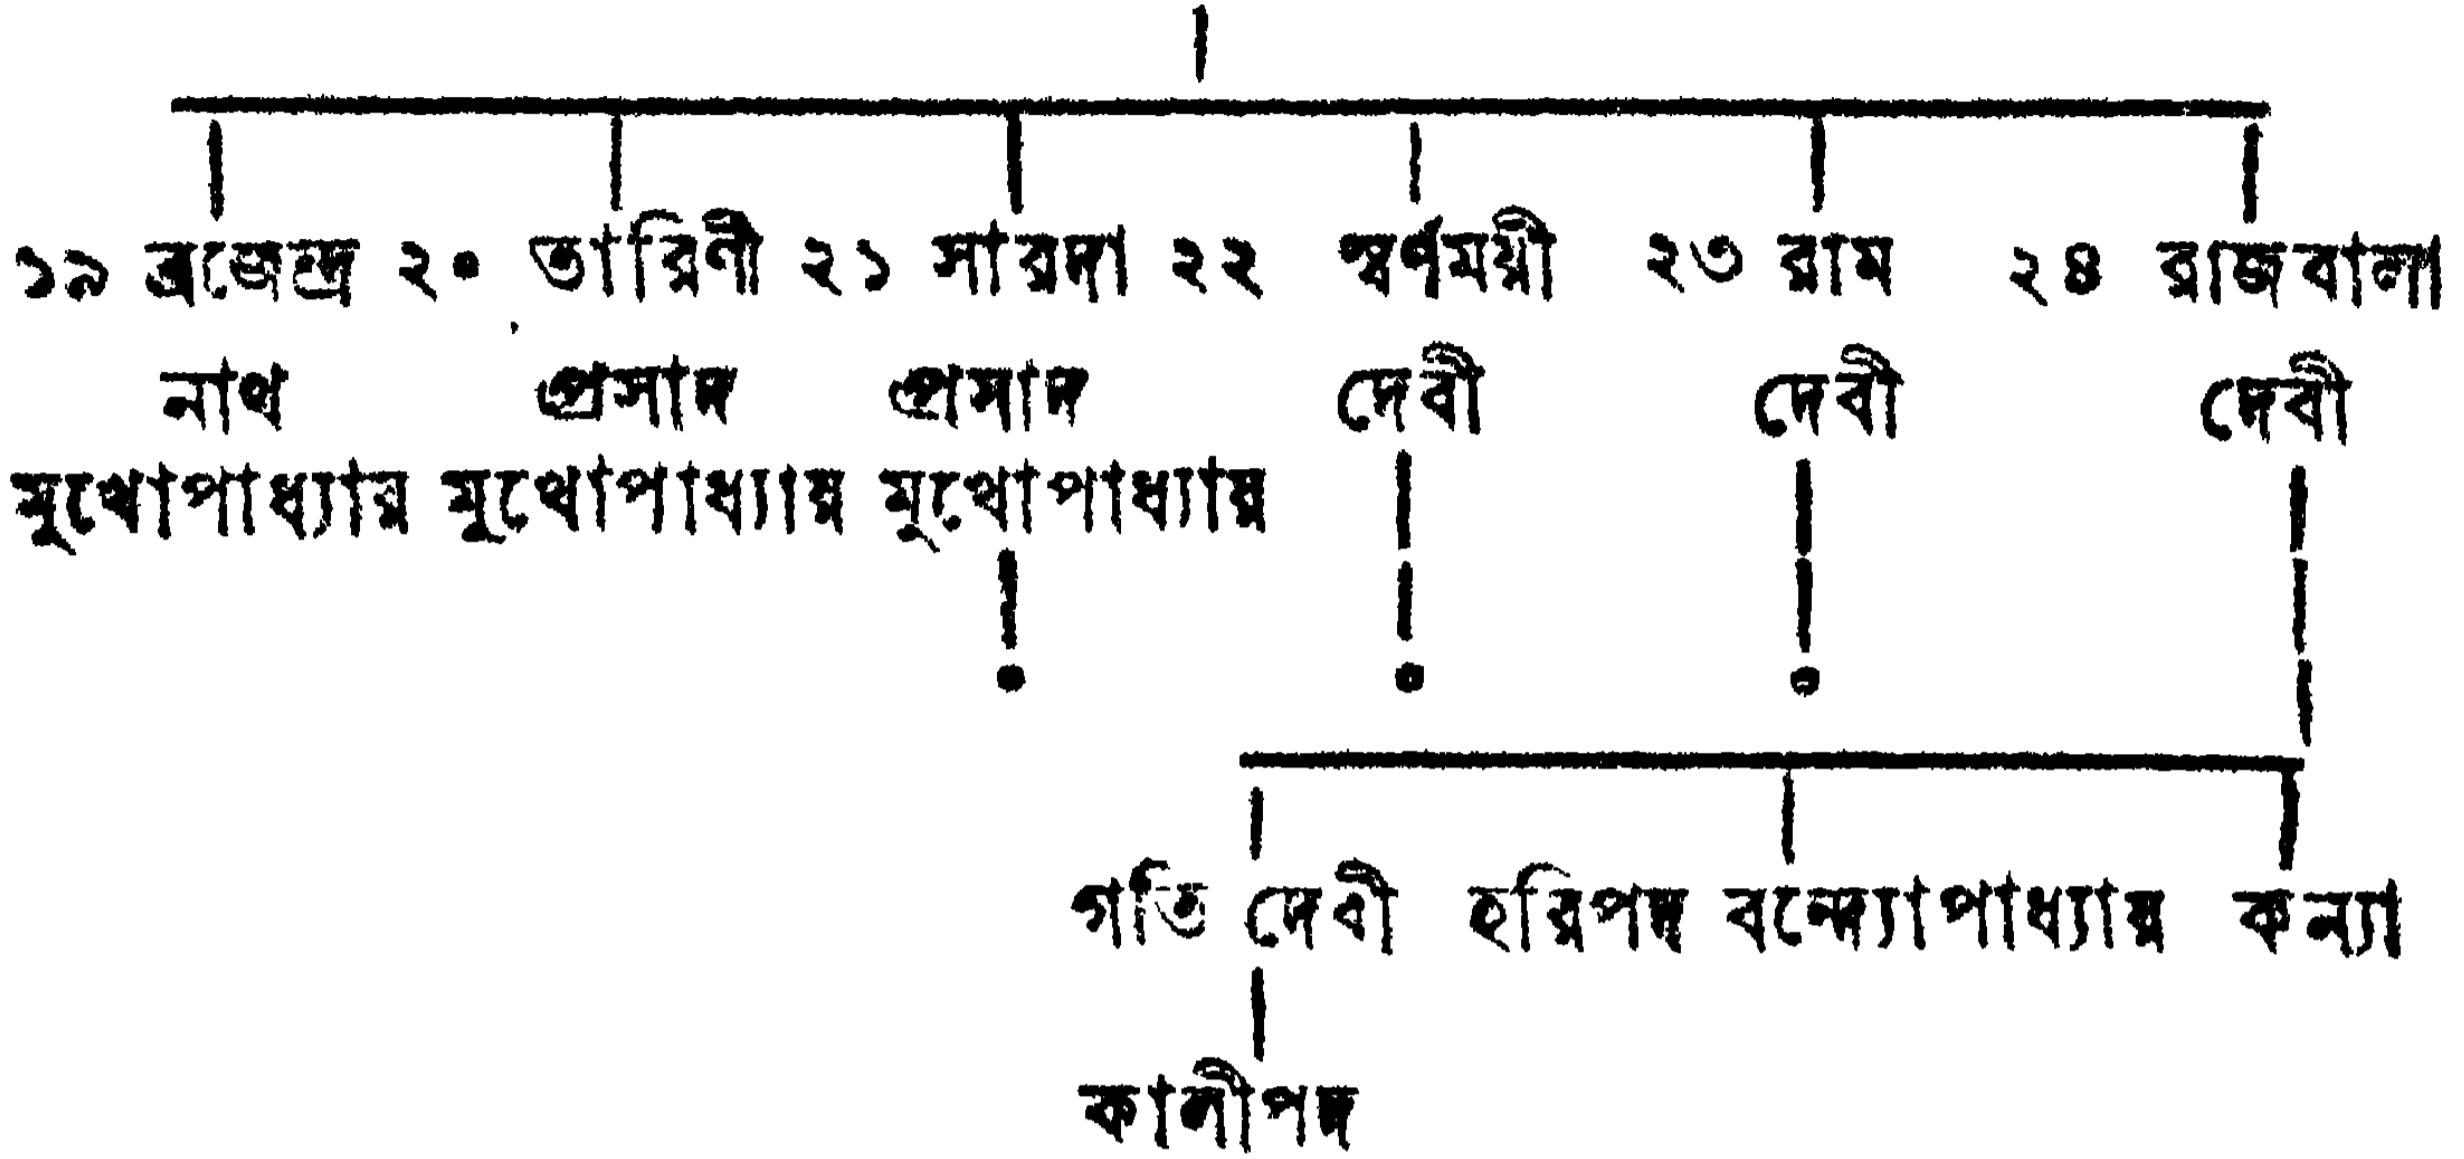 ১৯ ব্রজেন্দ্র ২০ তারিনী ২১ সারদা ২২ স্বর্ণময়ী ২৩ রাম ২৪ রাজবালা
নাথ প্রসাদ প্রসাদ দেবী দেবী দেবী
মুখোপাধ্যায় মুখোপাধ্যায় মুখোপাধ্যায়
গতি দেবী হরিপদ বন্দ্যোপাধ্যায় কন্যা
কালীপদ